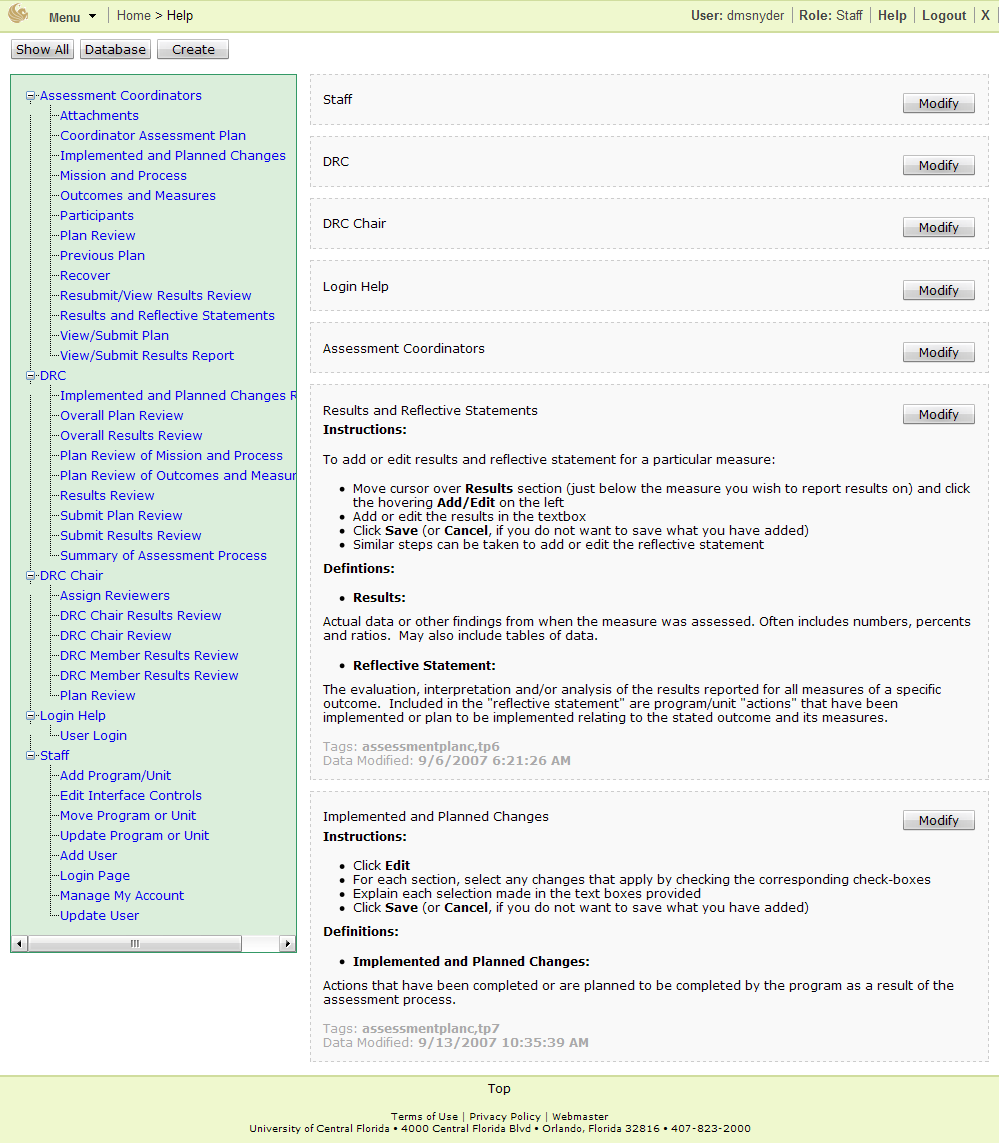 Menu
Home > Help
User: dmsnyder
Role: Staff
Help
Logout
X
Show All
Database
Create
Assessment Coordinators
Attachments
Coordinator Assessment Plan
Implemented and Planned Changes
Mission and Process
Outcomes and Measures
Participants
Plan Review
Previous Plan
Recover
Resubmit/View Results Review
Results and Reflective Statements
View/Submit Plan
View/Submit Results Report
DRC
Implemented and Planned Changes R
Overall Plan Review
Overall Results Review
Plan Review of Mission and Process
Plan Review of Outcomes and Measur
Results Review
Submit Plan Review
Submit Results Review
Summary of Assessment Process
DRC Chair
Assign Reviewers
DRC Chair Results Review
DRC Chair Review
DRC Member Results Review
DRC Member Results Review
Plan Review
Login Help
User Login
Staff
Add Program/Unit
Edit Interface Controls
Move Program or Unit
Update Program or Unit
Add User
Login Page
Manage My Account
Update User
Staff
Modify
DRC
Modify
DRC Chair
Modify
Login Help
Modify
Assessment Coordinators
Modify
Results and Reflective Statements
Modify
Instructions:
To add or edit results and reflective statement for a particular measure:
• Move cursor over Results section (just below the measure you wish to report results on) and click
the hovering Add/Edit on the left
• Add or edit the results in the textbox
• Click Save (or Cancel, if you do not want to save what you have added)
• Similar steps can be taken to add or edit the reflective statement
Defintions:
• Results:
Actual data or other findings from when the measure was assessed. Often includes numbers, percents
and ratios. May also include tables of data.
• Reflective Statement:
The evaluation, interpretation and/or analysis of the results reported for all measures of a specific
outcome. Included in the "reflective statement" are program/unit "actions" that have been
implemented or plan to be implemented relating to the stated outcome and its measures.
Tags: assessmentplanc,tp6
Data Modified: 9/6/2007 6:21:26 AM
Implemented and Planned Changes
Modify
Instructions:
• Click Edit
• For each section, select any changes that apply by checking the corresponding check-boxes
• Explain each selection made in the text boxes provided
• Click Save (or Cancel, if you do not want to save what you have added)
Definitions:
• Implemented and Planned Changes:
Actions that have been completed or are planned to be completed by the program as a result of the
assessment process.
Tags: assessmentplanc,tp7
Data Modified: 9/13/2007 10:35:39 AM
Top
Terms of Use | Privacy Policy | Webmaster
University of Central Florida • 4000 Central Florida Blvd • Orlando, Florida 32816 • 407-823-2000